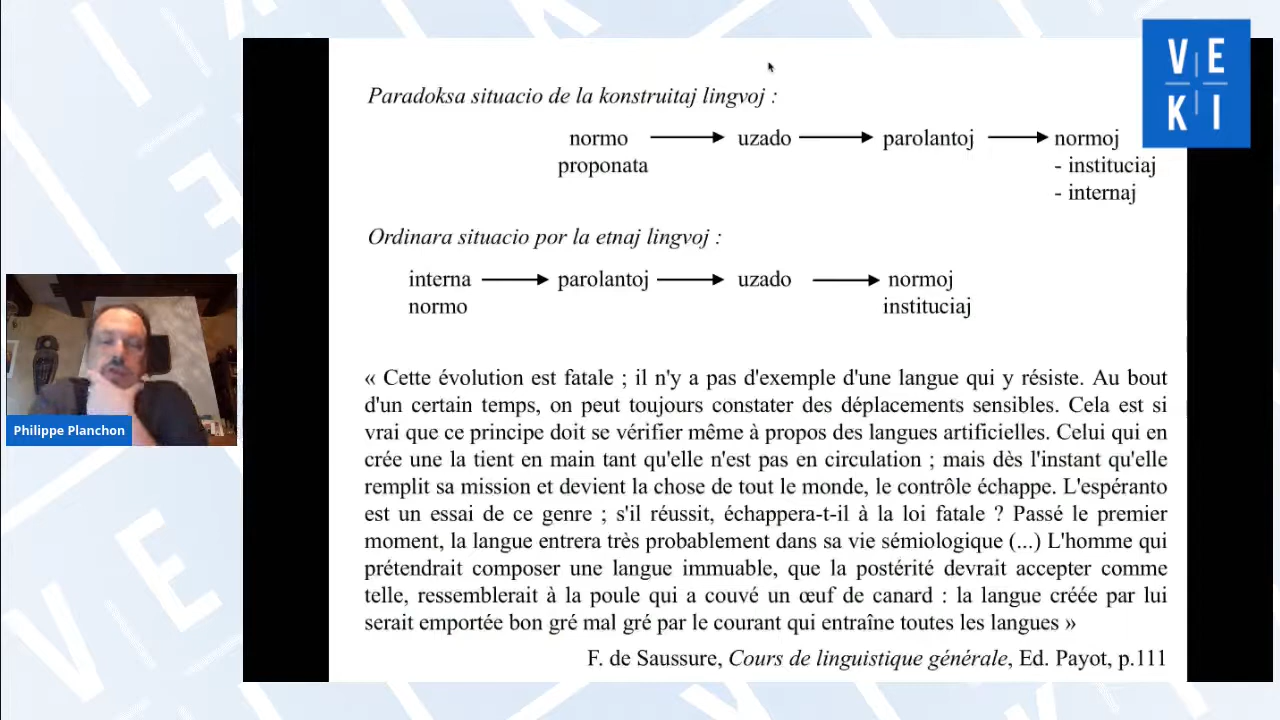 Paradoksa situacio de la konstruitaj lingvoj :
normo uzado parolantoj normoj
proponata - instituciaj
- internaj
Ordinara situacio por la etnaj lingvoj :
interna parolantoj uzado normoj
normo instituciaj
« Cette évolution est fatale ; il n'y a pas d'exemple d'une langue qui y résiste. Au bout
d'un certain temps, on peut toujours constater des déplacements sensibles. Cela est si
vrai que ce principe doit se vérifier même à propos des langues artificielles. Celui qui en
crée une la tient en main tant qu'elle n'est pas en circulation ; mais dès l'instant qu'elle
remplit sa mission et devient la chose de tout le monde, le contrôle échappe. L'espéranto
est un essai de ce genre ; s'il réussit, échappera-t-il à la loi fatale ? Passé le premier
moment, la langue entrera très probablement dans sa vie sémiologique (...) L'homme qui
prétendrait composer une langue immuable, que la postérité devrait accepter comme
telle, ressemblerait à la poule qui a couvé un œuf de canard : la langue créée par lui
serait emportée bon gré mal gré par le courant qui entraîne toutes les langues »
F. de Saussure, Cours de linguistique générale, Ed. Payot, p.111
Philippe Planchon
V E
K I